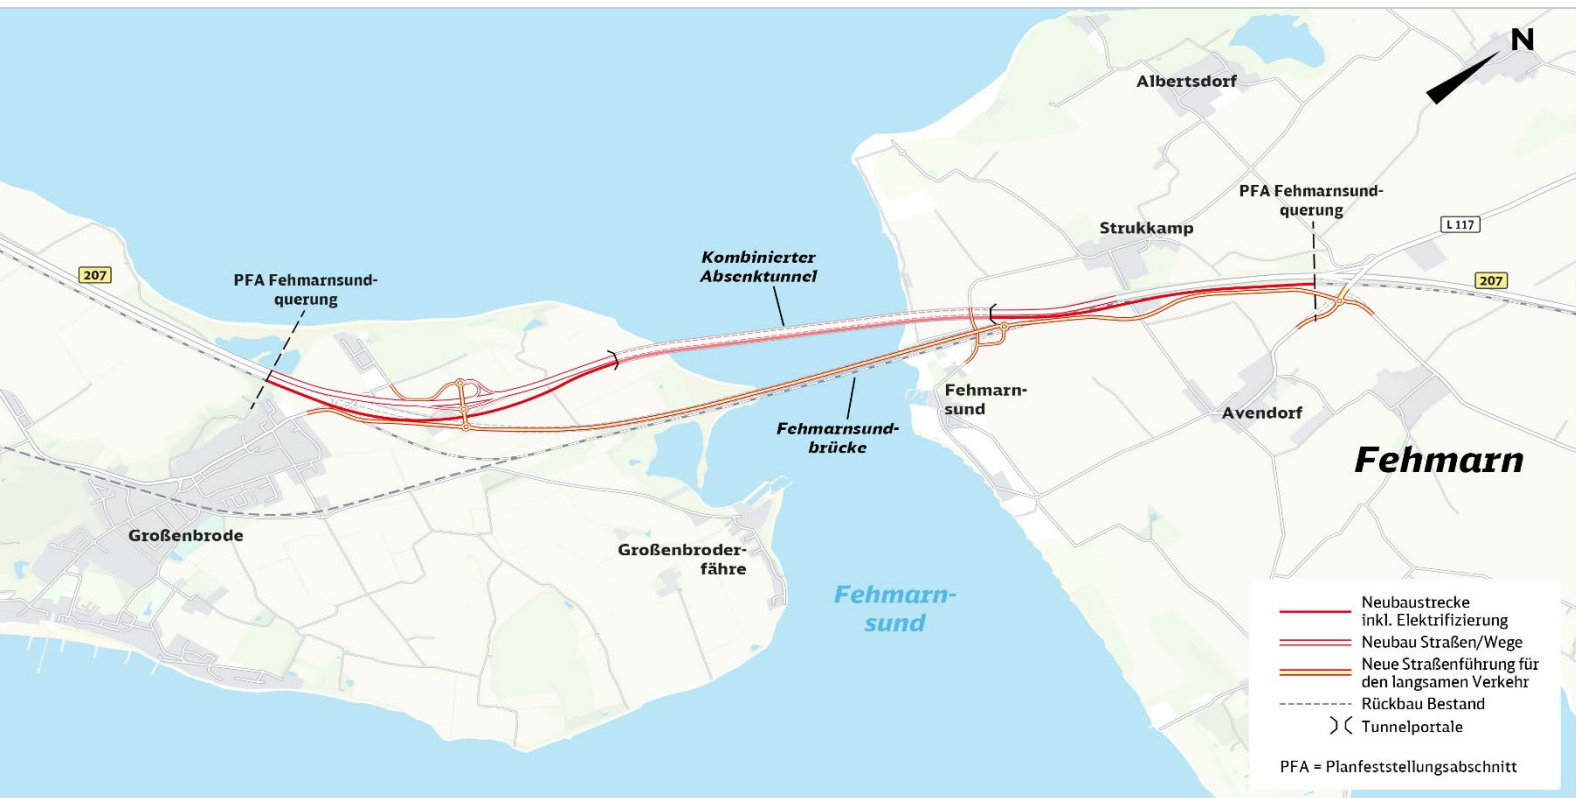 N
Albertsdorf
PFA Fehmarnsund-
querung
L 117
Strukkamp
Kombinierter
Absenktunnel
207
PFA Fehmarnsund-
querung
207
Fehmarn-
sund
Avendorf
Fehmarnsund-
brücke
Fehmarn
Großenbrode
Großenbroder-
fähre
Fehmarn-
sund
Neubaustrecke
inkl. Elektrifizierung
Neubau Straßen/Wege
Neue Straßenführung für
den langsamen Verkehr
Rückbau Bestand
Tunnelportale
PFA = Planfeststellungsabschnitt